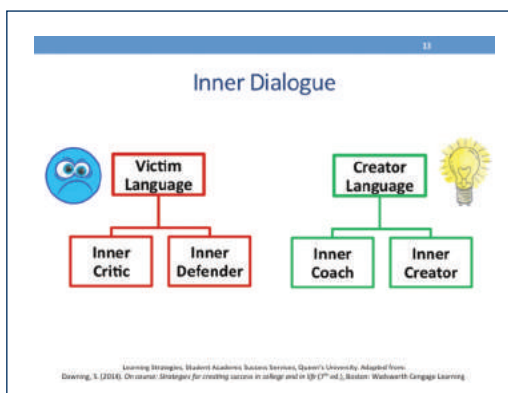 13
Inner Dialogue
Victim
Language
Creator
Language
Inner
Critic
Inner
Defender
Inner
Coach
Inner
Creator
Learning Strategies, Student Academic Success Services, Queen's University. Adapted from:
Downing, S. (2014). On course: Strategies for creating success in college and in life (7th ed.), Boston: Wadsworth Cengage Learning